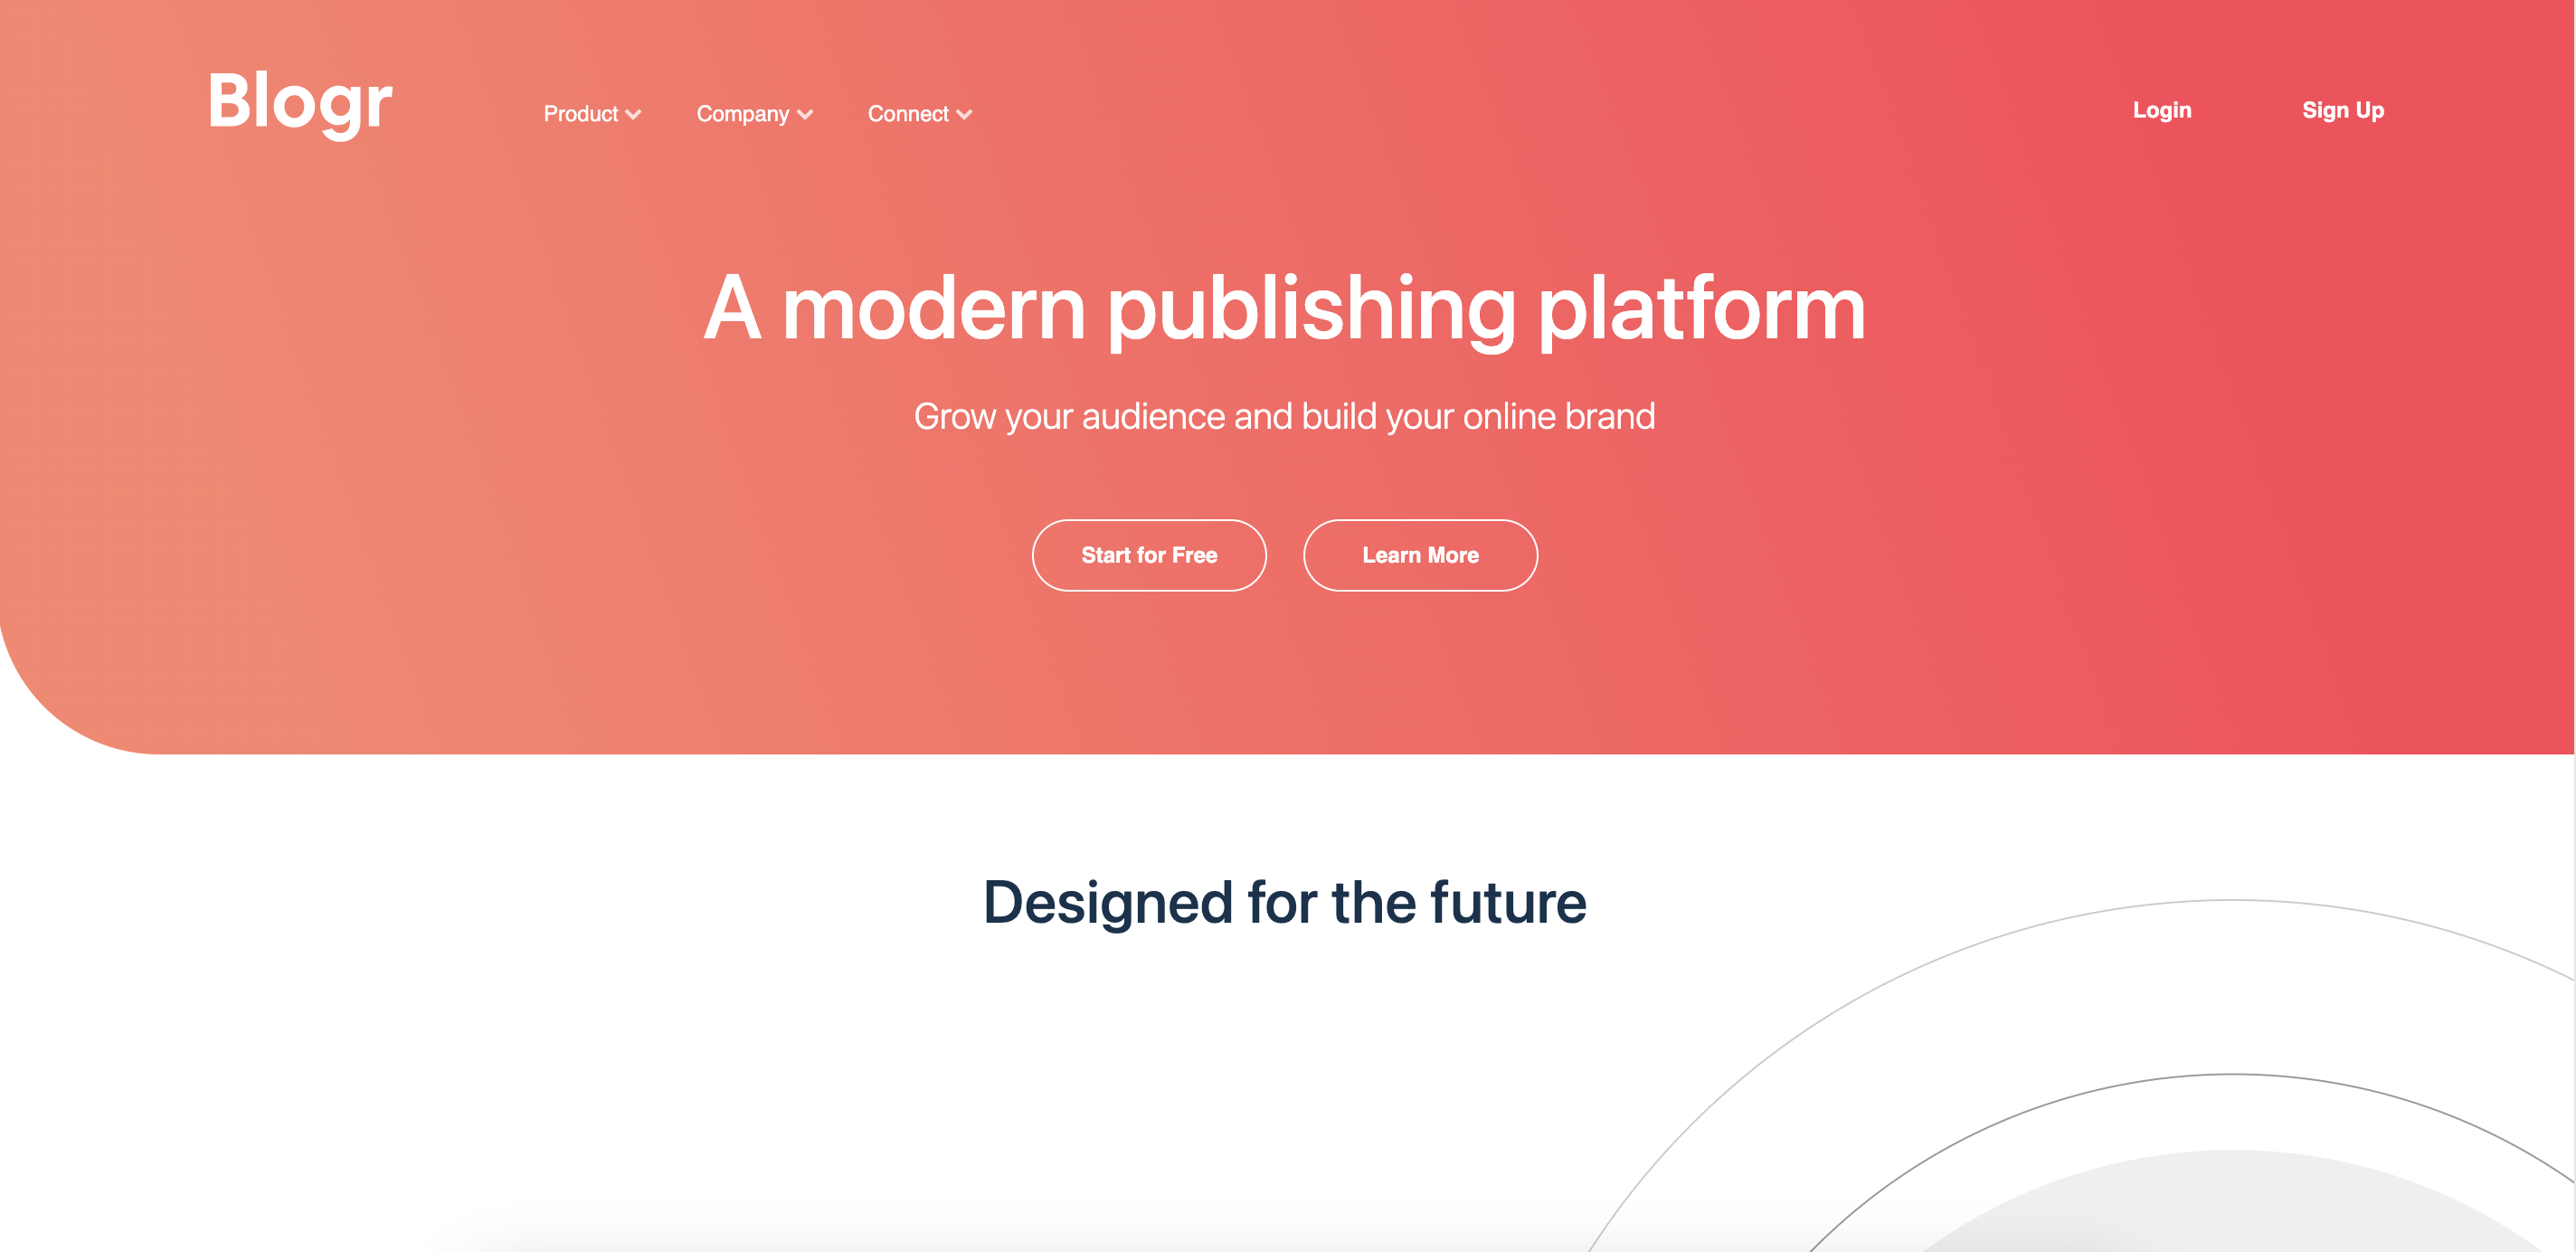 Blogr
Product
Company
Connect
Login
Sign Up
A modern publishing platform
Grow your audience and build your online brand
Start for Free
Learn More
Designed for the future